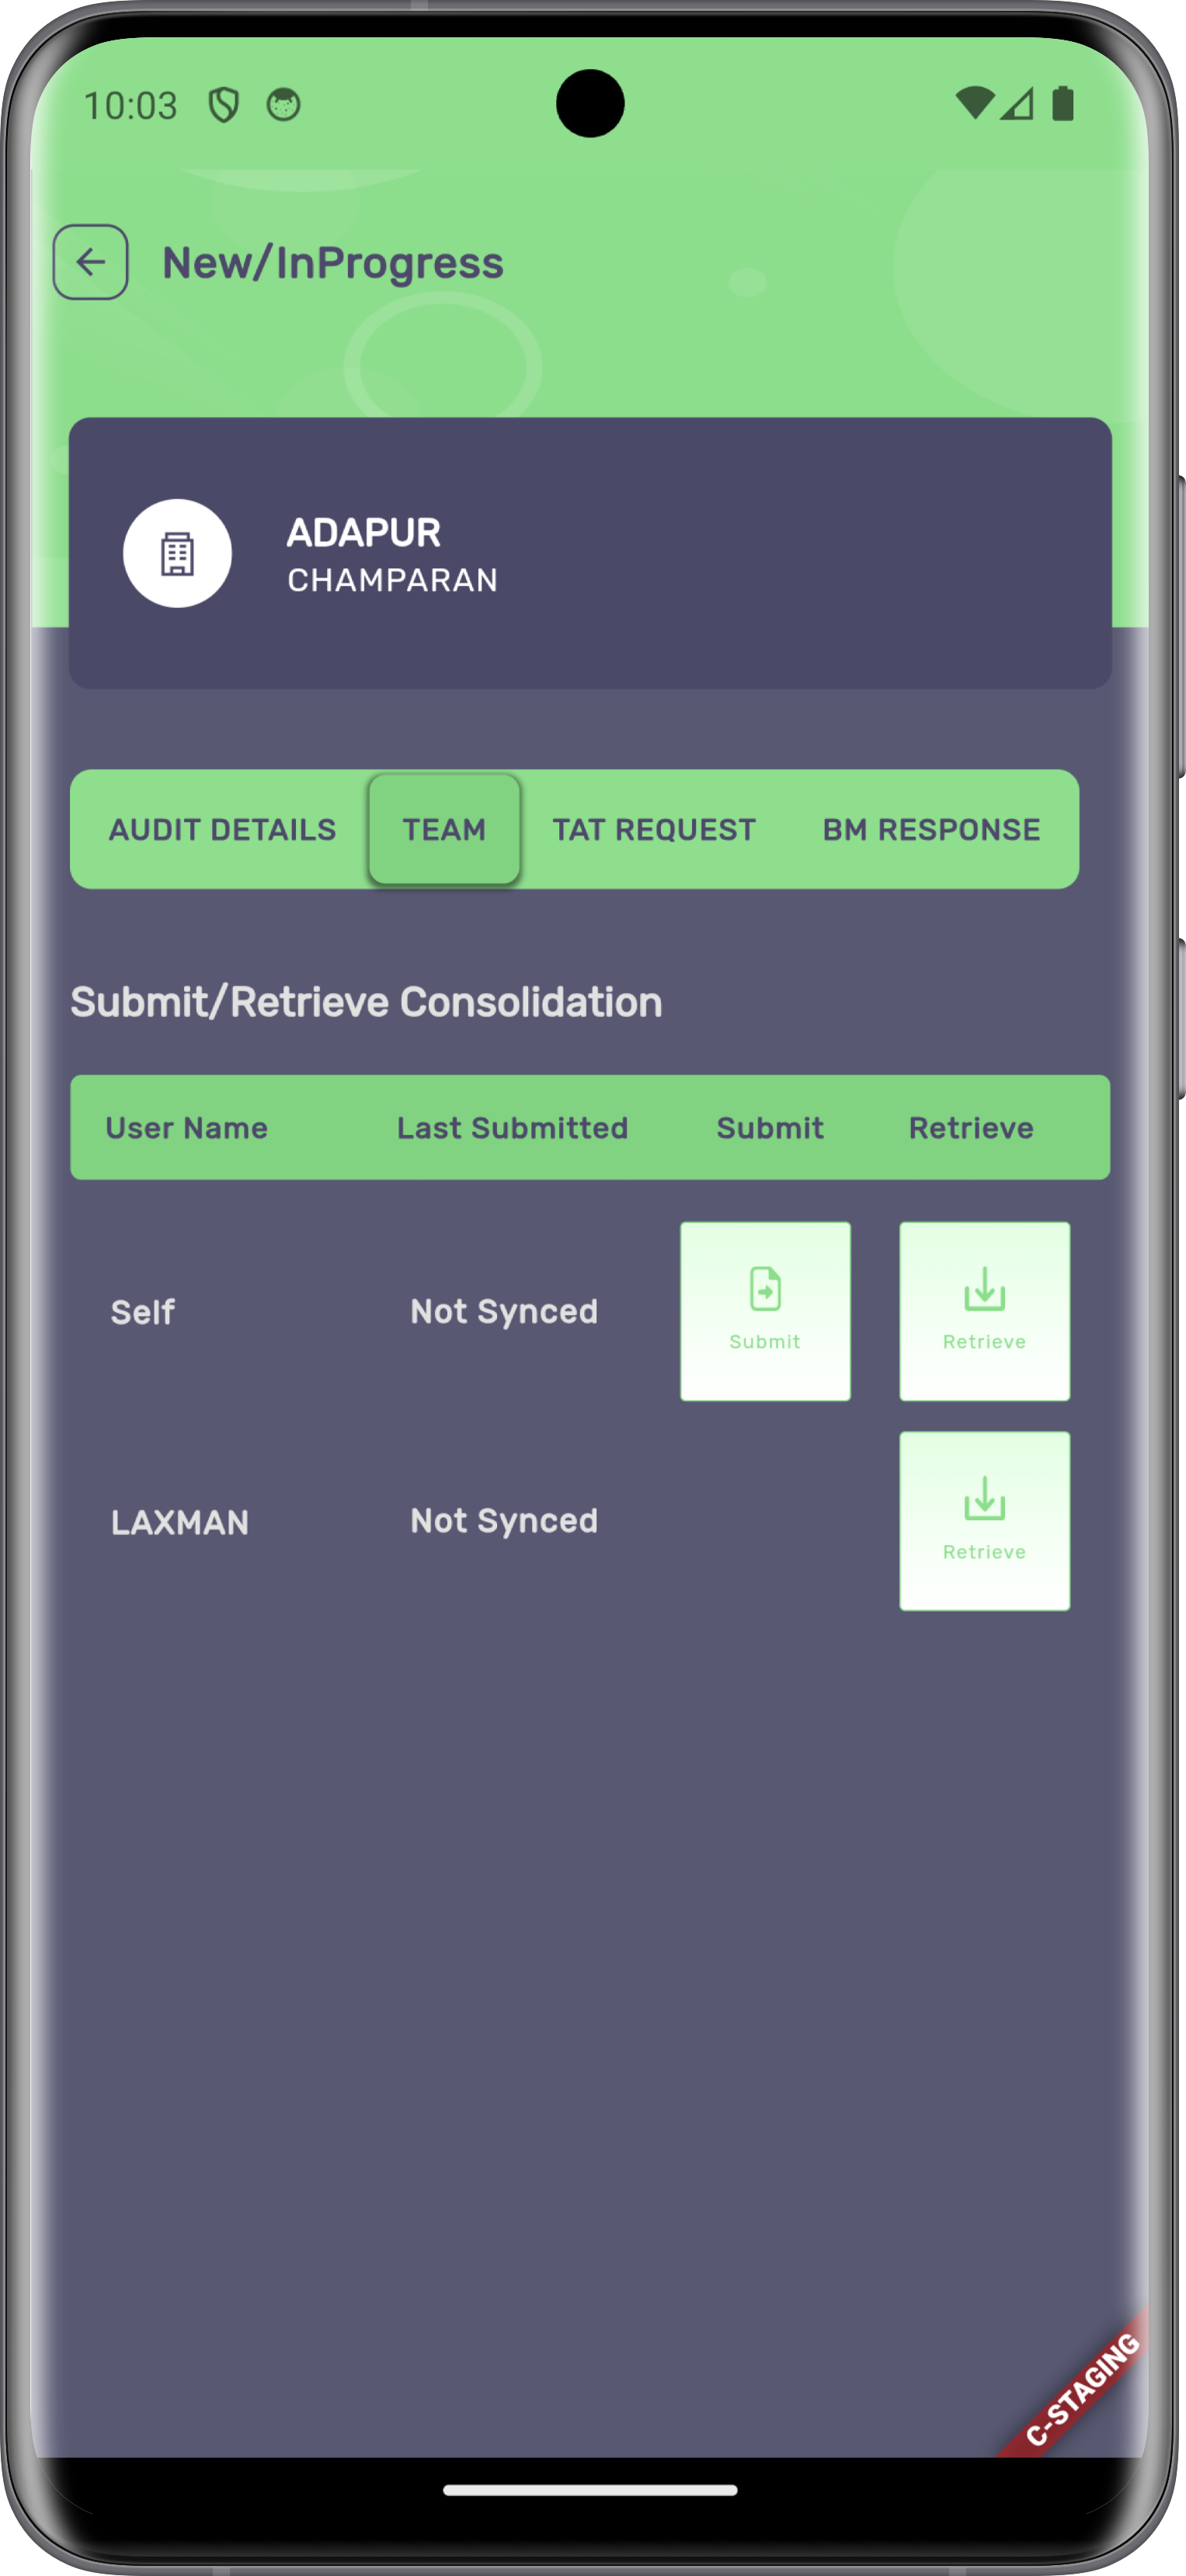 10:03
New/InProgress
ADAPUR
CHAMPARAN
AUDIT DETAILS TEAM TAT REQUEST BM RESPONSE
Submit/Retrieve Consolidation
User Name Last Submitted Submit Retrieve
Self Not Synced Submit Retrieve
LAXMAN Not Synced Retrieve
C-STAGING